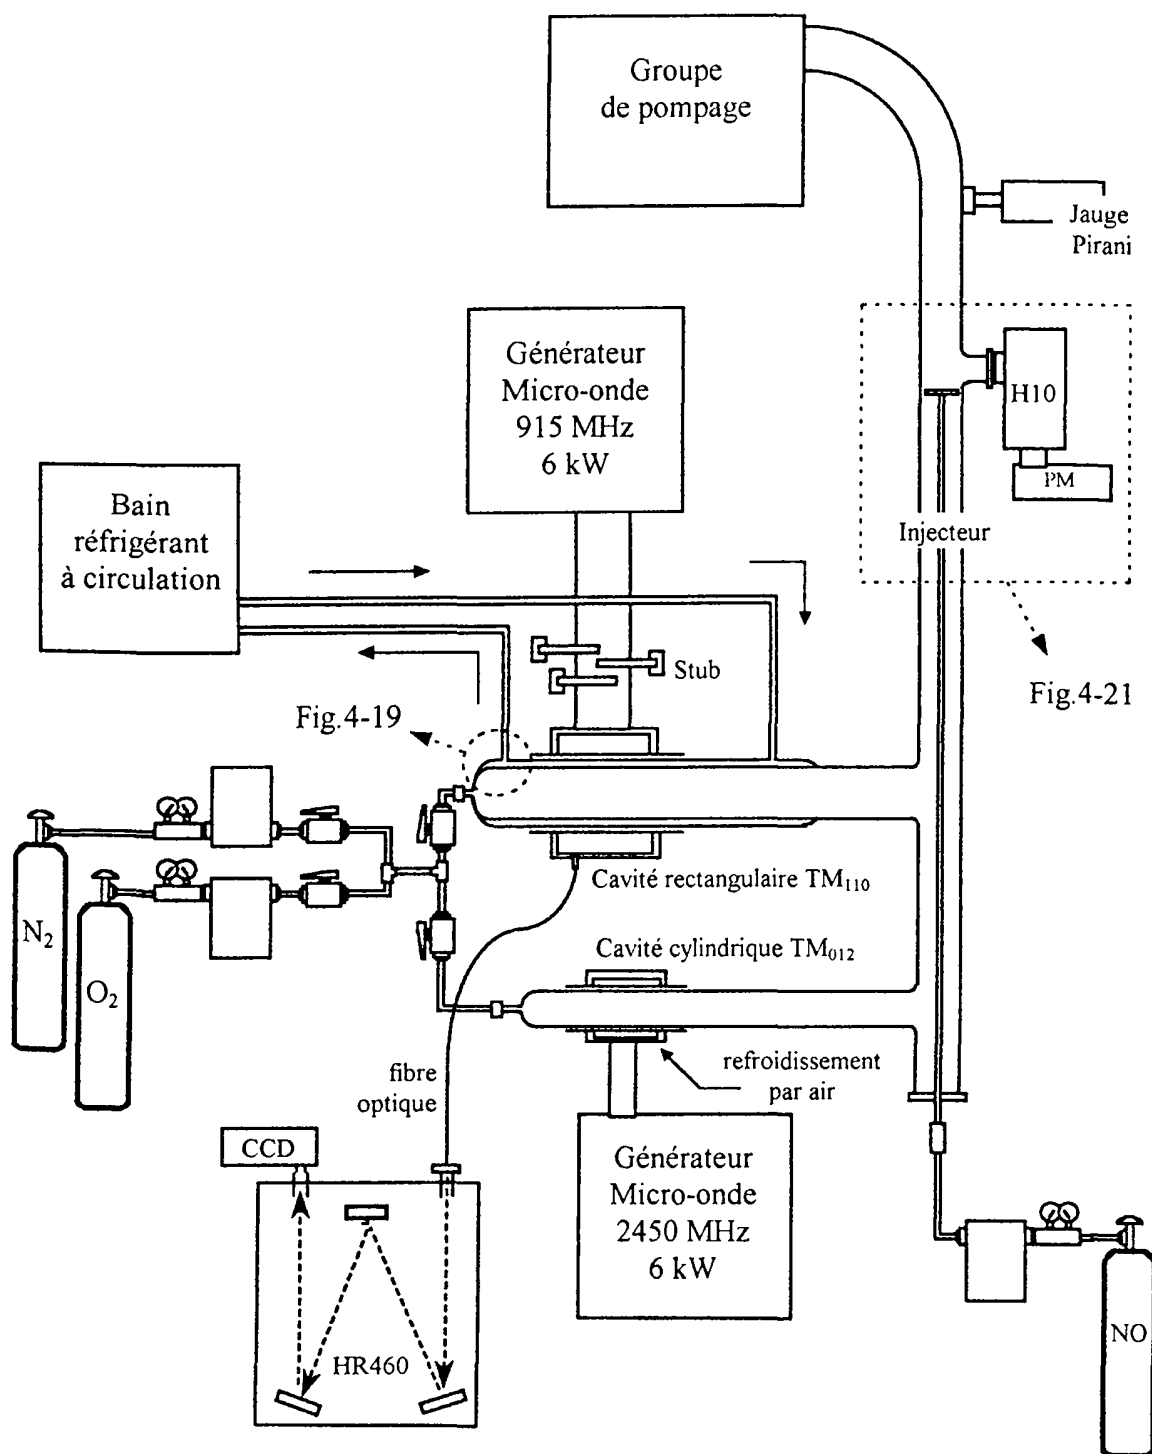 Groupe
de pompage
Jauge
Pirani
Générateur
Micro-onde
915 MHz
6 kW
H10
PM
Bain
réfrigérant
à circulation
Injecteur
Stub
Fig.4-19
Fig.4-21
Cavité rectangulaire TM₁₁₀
N₂
O₂
Cavité cylindrique TM₀₁₂
fibre
optique
refroidissement
par air
CCD
Générateur
Micro-onde
2450 MHz
6 kW
HR460
NO